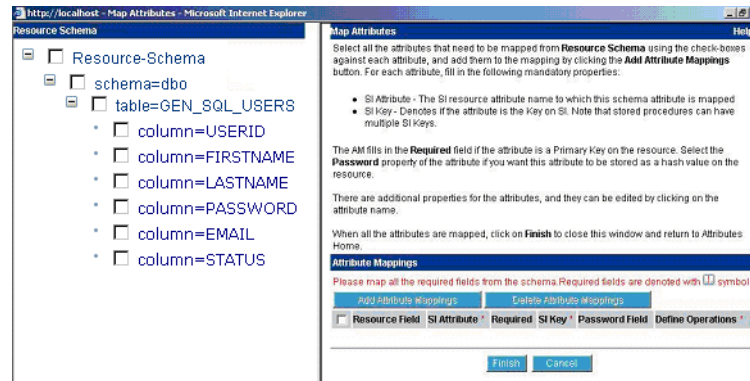 http://localhost - Map Attributes - Microsoft Internet Explorer
Resource Schema
Resource-Schema
schema=dbo
table=GEN_SQL_USERS
column=USERID
column=FIRSTNAME
column=LASTNAME
column=PASSWORD
column=EMAIL
column=STATUS
Map Attributes
Help
Select all the attributes that need to be mapped from Resource Schema using the check-boxes
against each attribute, and add them to the mapping by clicking the Add Attribute Mappings
button. For each attribute, fill in the following mandatory properties:
• SI Attribute - The SI resource attribute name to which this schema attribute is mapped
• SI Key - Denotes if the attribute is the Key on SI. Note that stored procedures can have
multiple SI Keys.
The AM fills in the Required field if the attribute is a Primary Key on the resource. Select the
Password property of the attribute if you want this attribute to be stored as a hash value on the
resource.
There are additional properties for the attributes, and they can be edited by clicking on the
attribute name.
When all the attributes are mapped, click on Finish to close this window and return to Attributes
Home.
Attribute Mappings
Please map all the required fields from the schema.Required fields are denoted with symbol
Add Attribute Mappings Delete Attribute Mappings
Resource Field SI Attribute * Required SI Key * Password Field Define Operations *
Finish Cancel